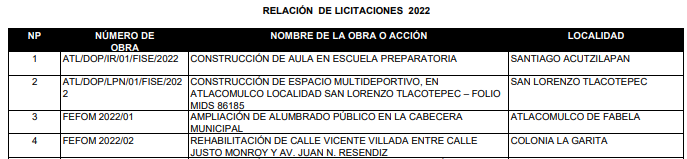 RELACIÓN DE LICITACIONES 2022
NP NÚMERO DE OBRA NOMBRE DE LA OBRA O ACCIÓN LOCALIDAD
1 ATL/DOP/IR/01/FISE/2022 CONSTRUCCIÓN DE AULA EN ESCUELA PREPARATORIA SANTIAGO ACUTZILAPAN
2 ATL/DOP/LPN/01/FISE/202 CONSTRUCCIÓN DE ESPACIO MULTIDEPORTIVO, EN SAN LORENZO TLACOTEPEC
2 ATLACOMULCO LOCALIDAD SAN LORENZO TLACOTEPEC – FOLIO
MIDS 86185
3 FEFOM 2022/01 AMPLIACIÓN DE ALUMBRADO PÚBLICO EN LA CABECERA ATLACOMULCO DE FABELA
MUNICIPAL
4 FEFOM 2022/02 REHABILITACIÓN DE CALLE VICENTE VILLADA ENTRE CALLE COLONIA LA GARITA
JUSTO MONROY Y AV. JUAN N. RESENDIZ